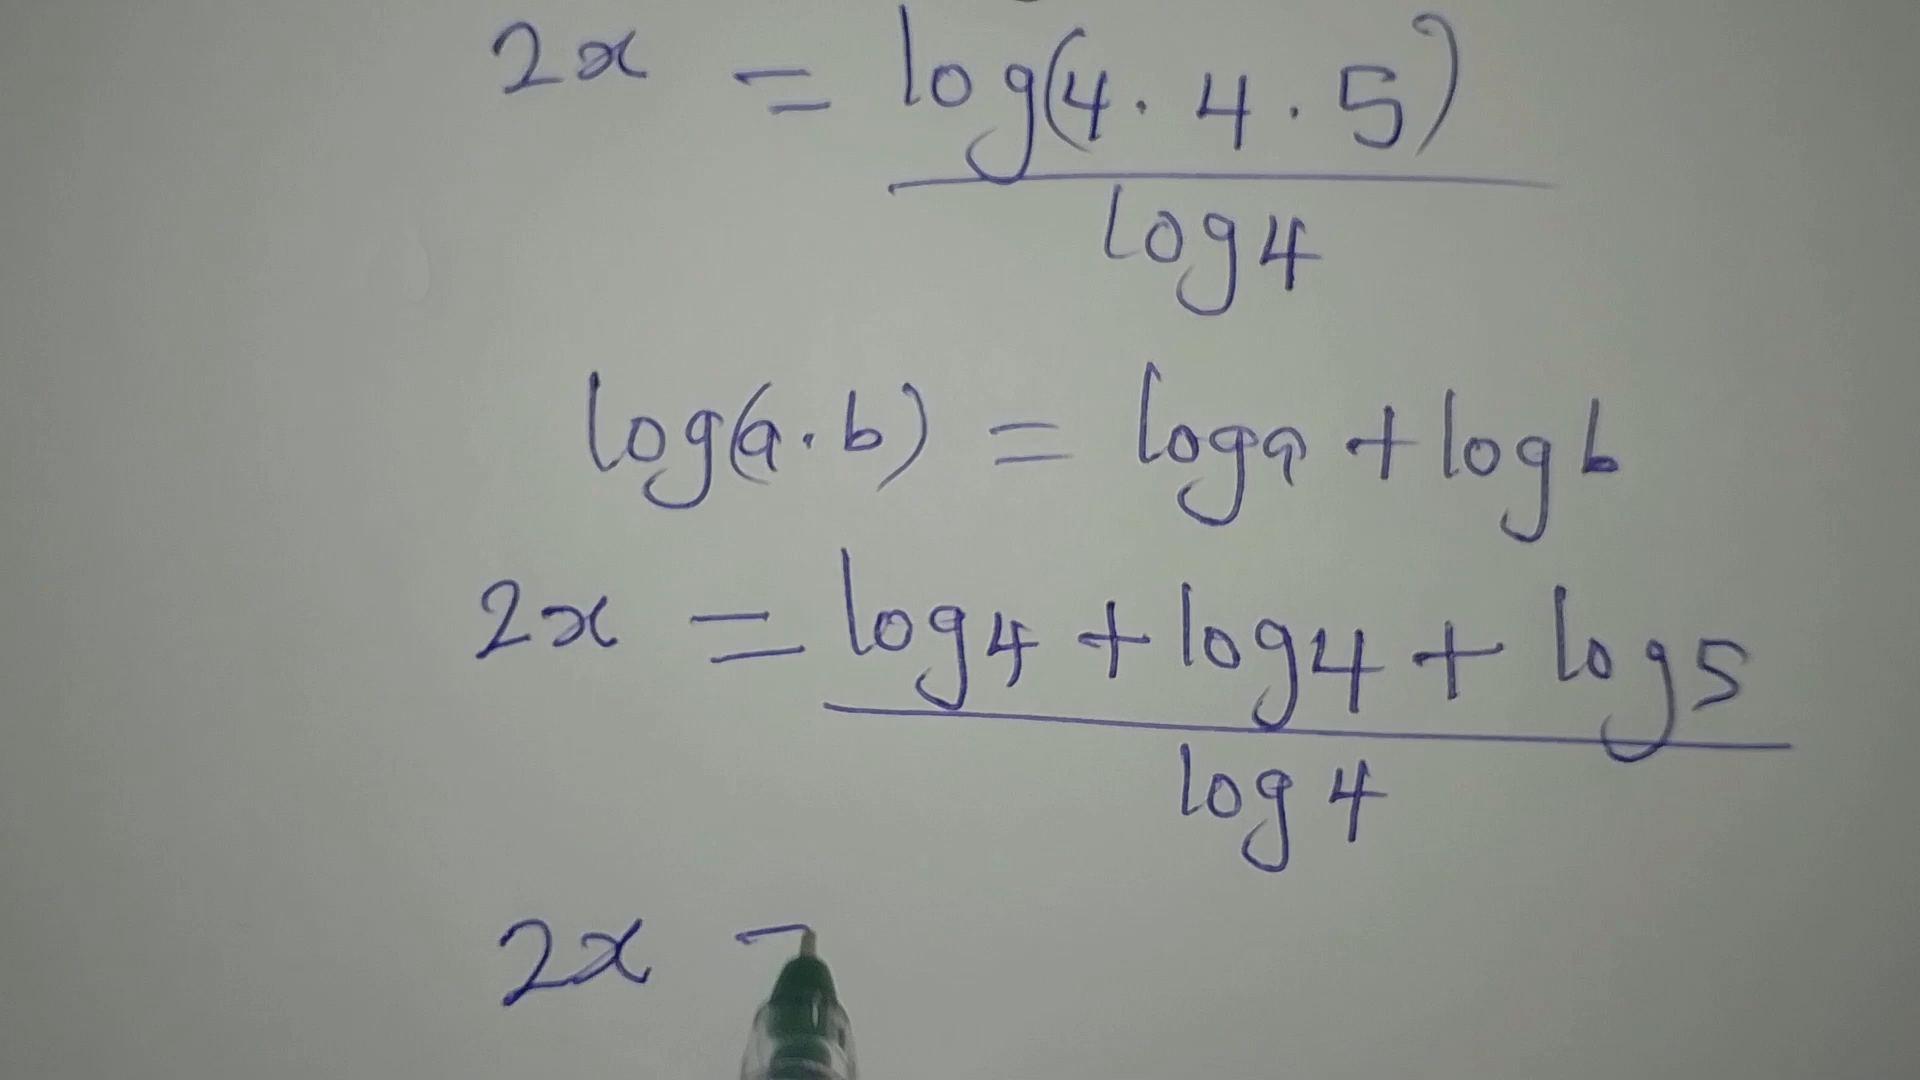 2x = log(4·4·5)
log4
log(a·b) = loga + logb
2x = log4 + log4 + log5
log4
2x